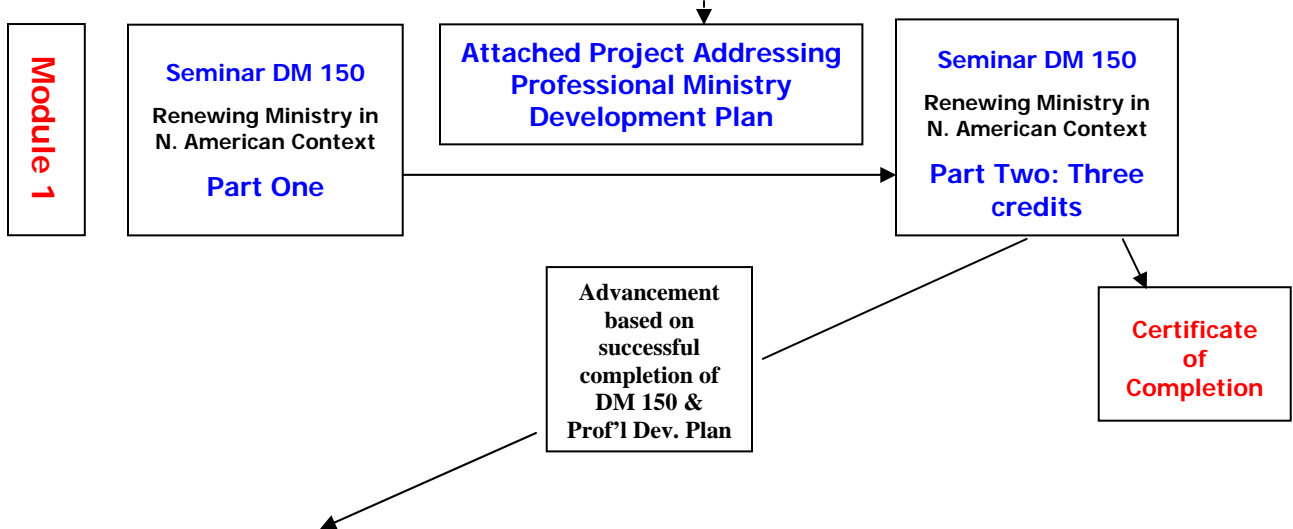 Module 1
Seminar DM 150
Renewing Ministry in
N. American Context
Part One
Attached Project Addressing
Professional Ministry
Development Plan
Seminar DM 150
Renewing Ministry in
N. American Context
Part Two: Three
credits
Advancement
based on
successful
completion of
DM 150 &
Prof'l Dev. Plan
Certificate
of
Completion